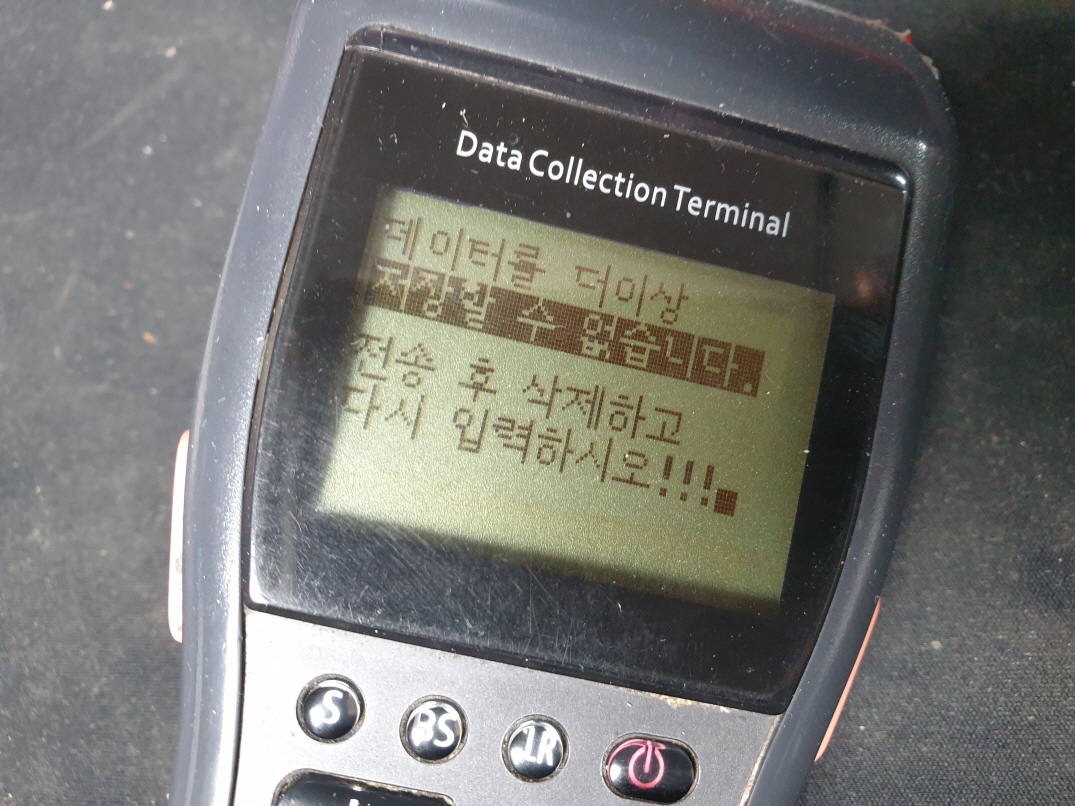 Data Collection Terminal
데이터를 더이상
저장할 수 없습니다.
전송 후 삭제하고
다시 입력하시오!!!
S
BS